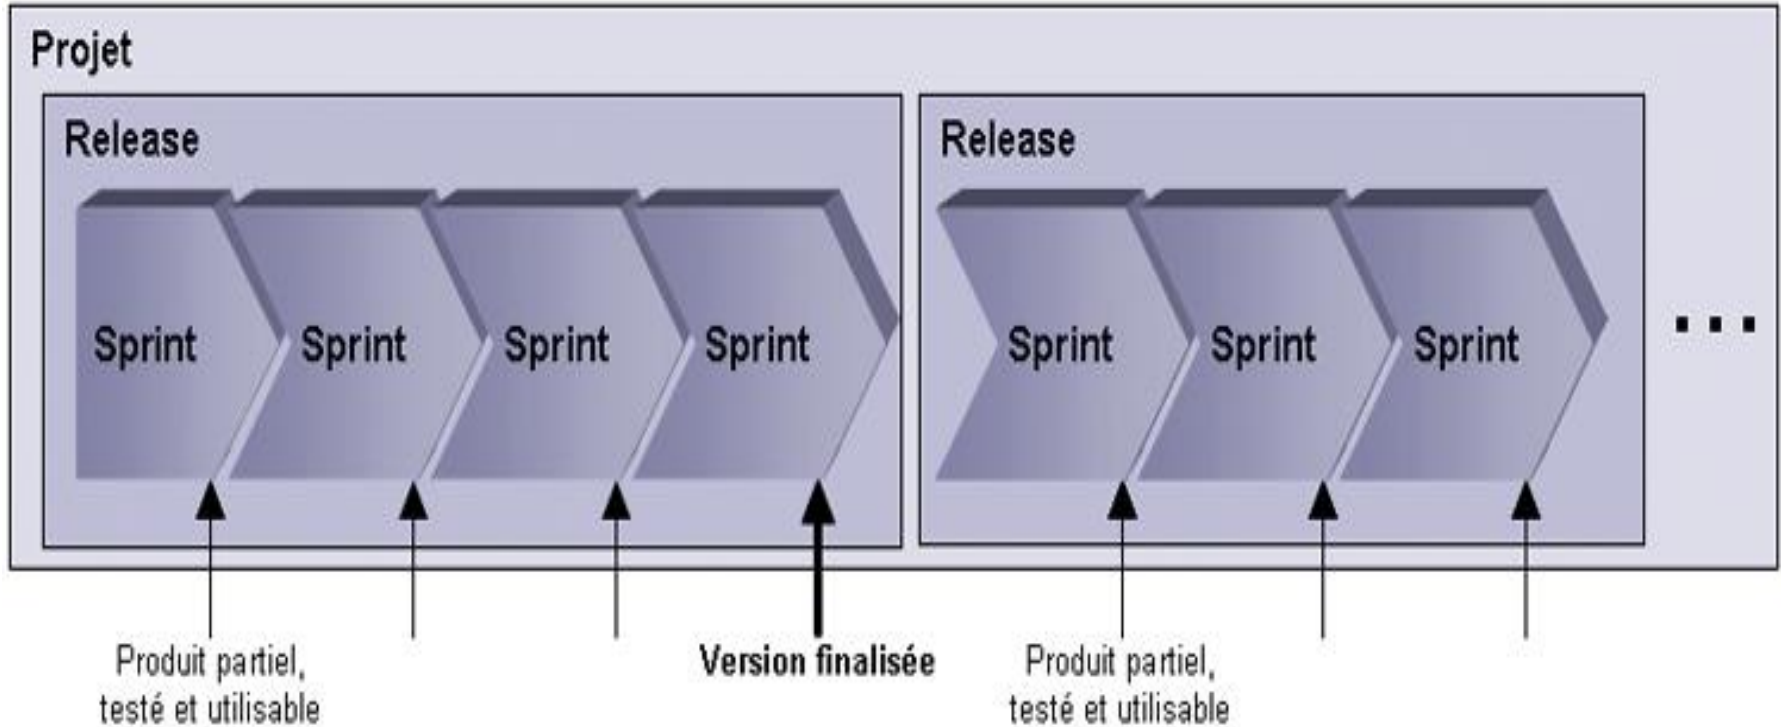 Projet
Release
Release
Sprint
Sprint
Sprint
Sprint
Sprint
Sprint
Sprint
...
Produit partiel,
testé et utilisable
Version finalisée
Produit partiel,
testé et utilisable